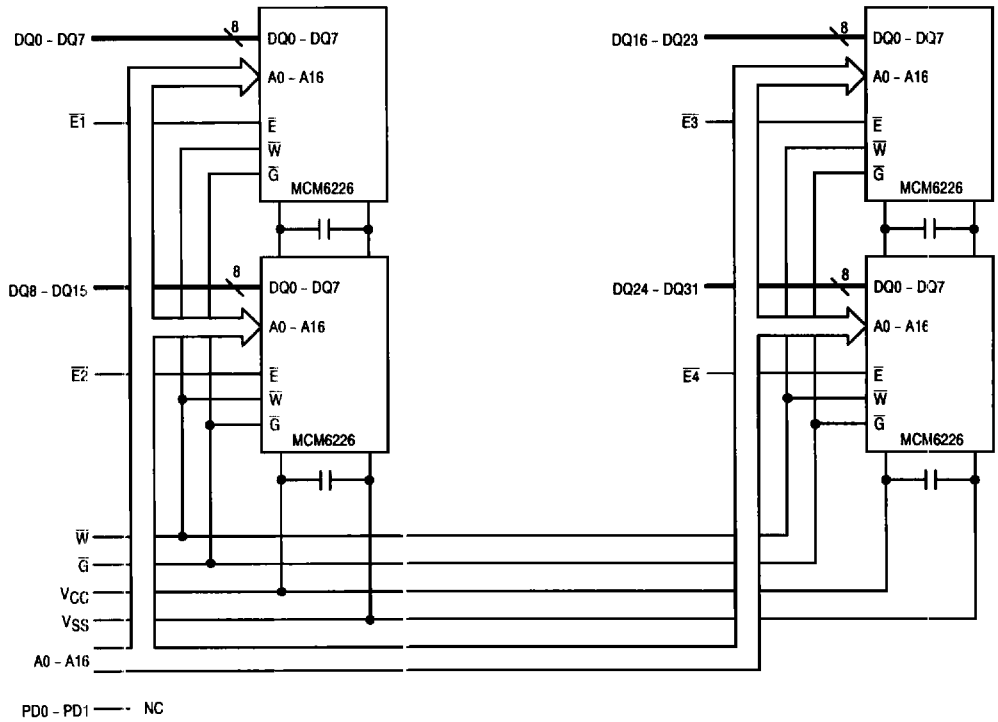 DQ0 - DQ7
8
DQ0 - DQ7
A0 - A16
E1
E
W
G
MCM6226
DQ8 - DQ15
8
DQ0 - DQ7
A0 - A16
E2
E
W
G
MCM6226
DQ16 - DQ23
8
DQ0 - DQ7
A0 - A16
E3
E
W
G
MCM6226
DQ24 - DQ31
8
DQ0 - DQ7
A0 - A16
E4
E
W
G
MCM6226
W
G
VCC
VSS
A0 - A16
PD0 - PD1 NC